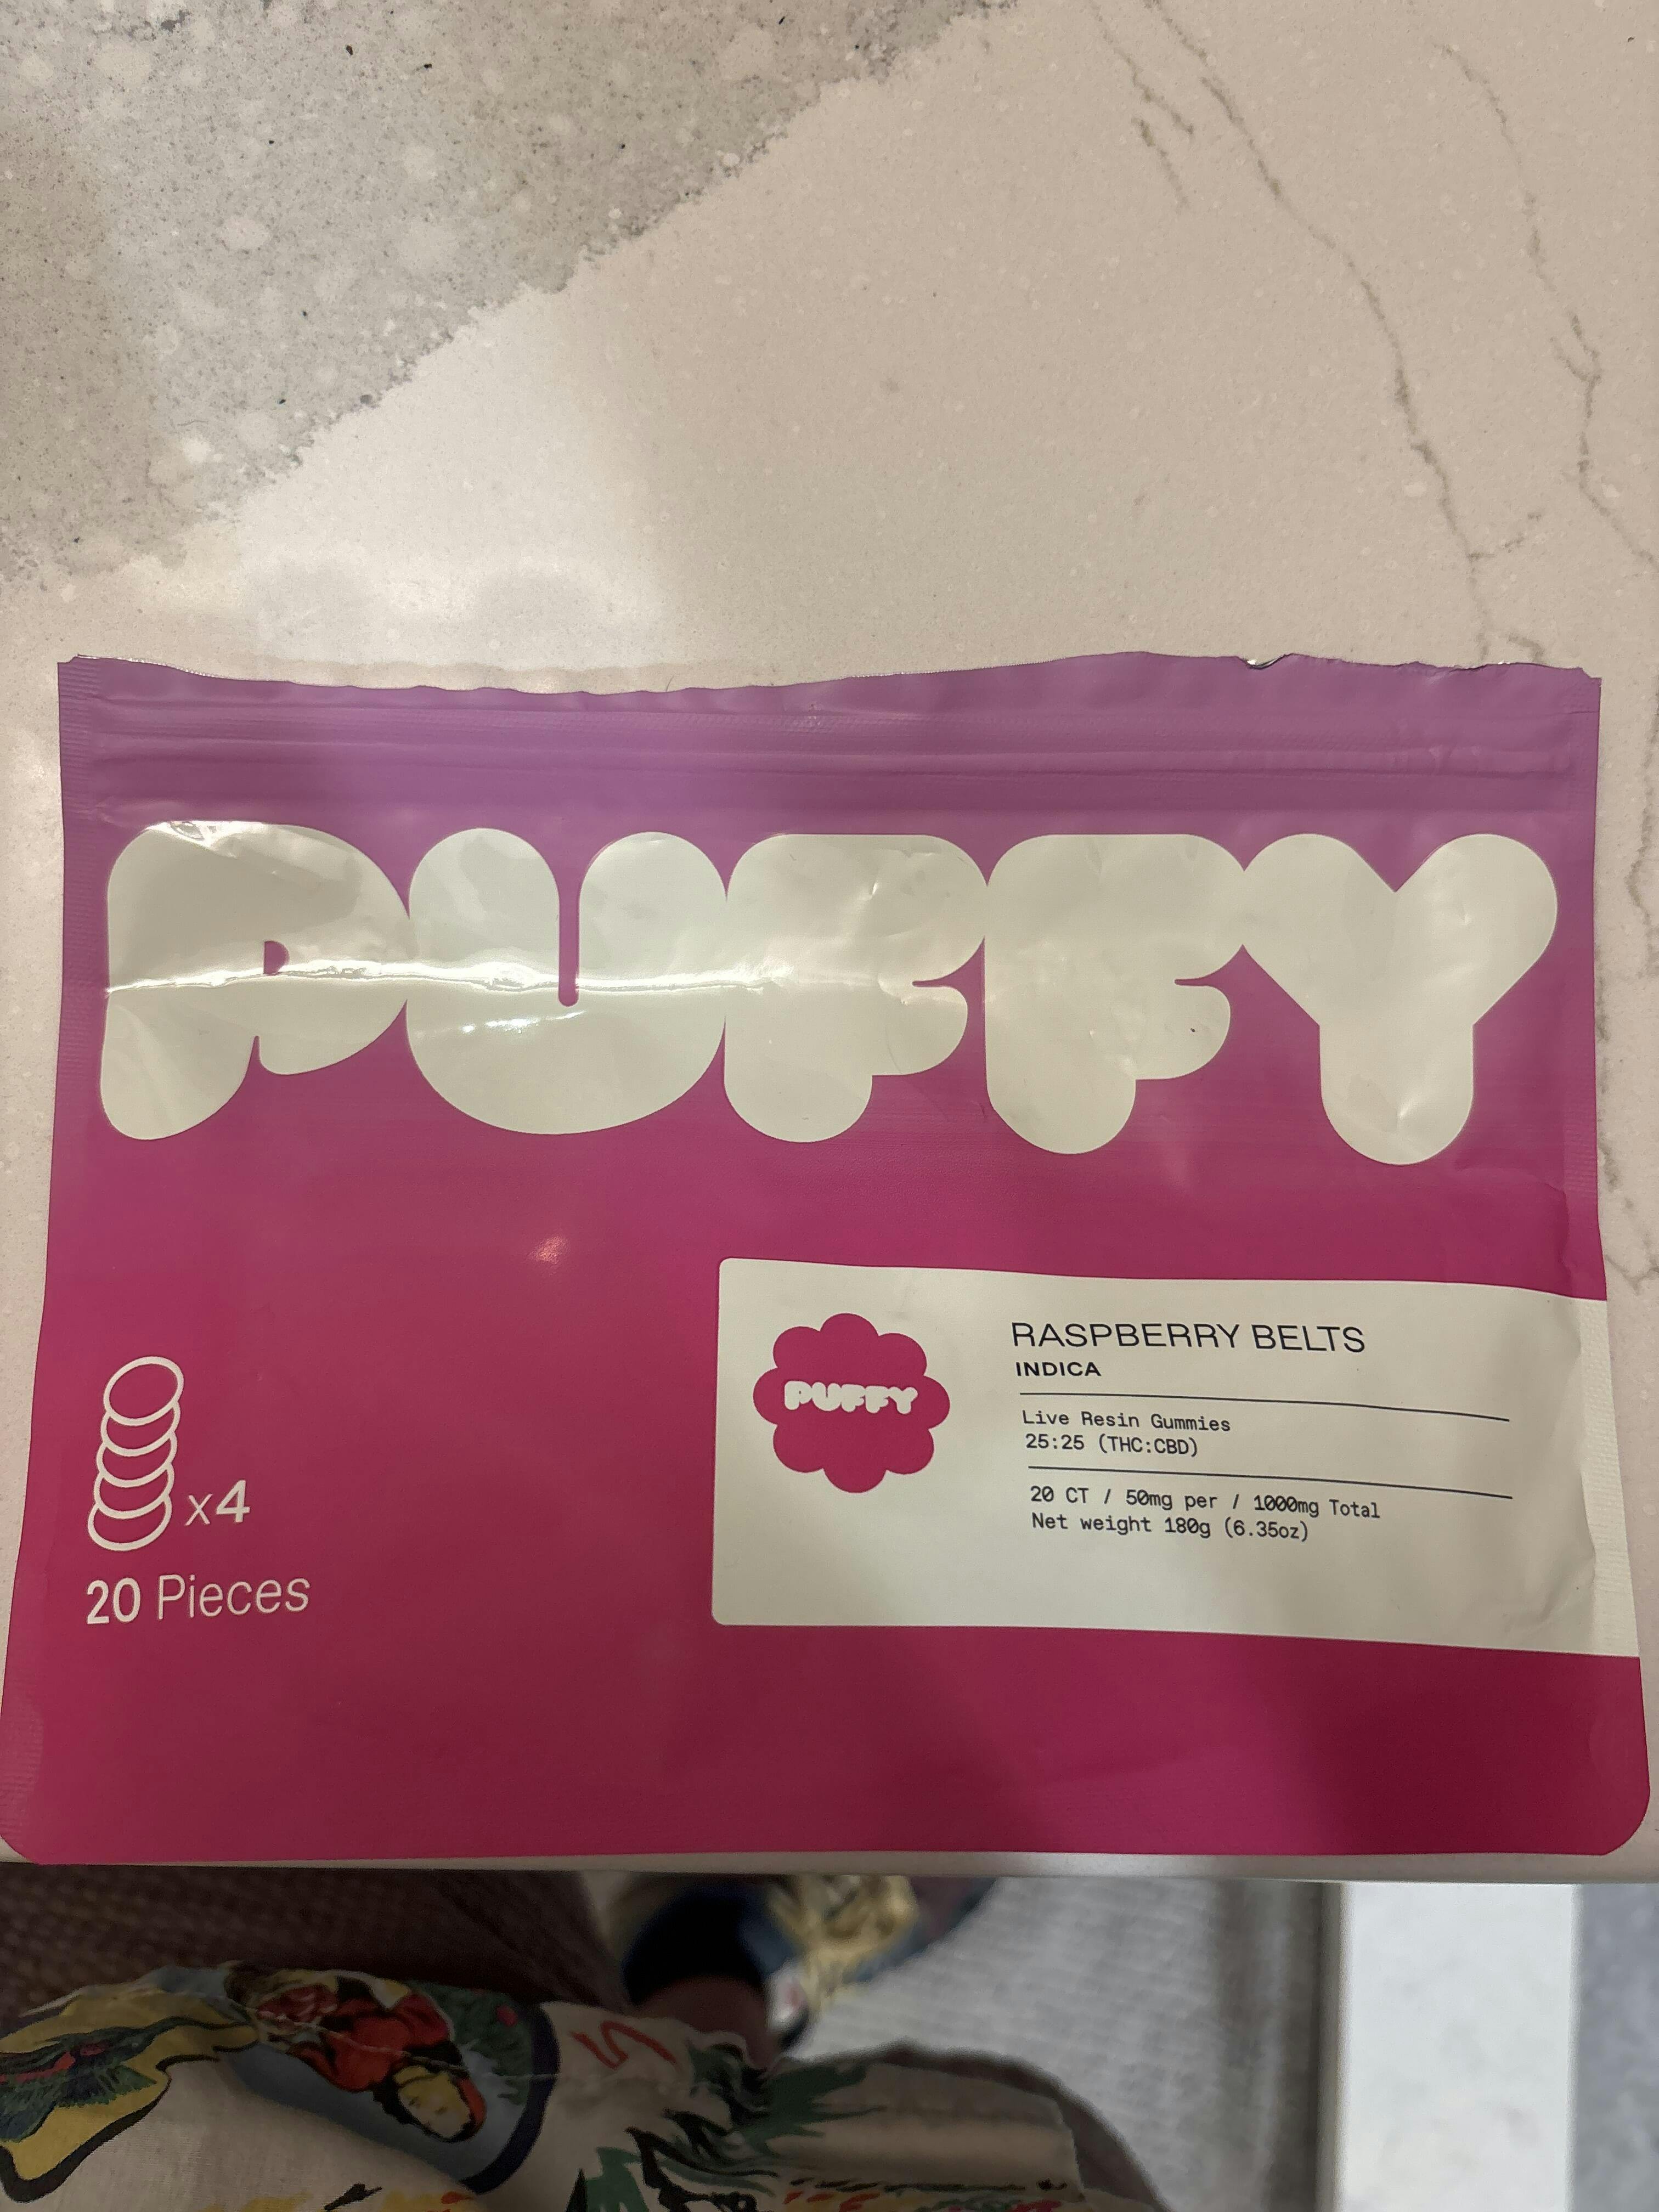 PUFFY
x4
20 Pieces
PUFFY
RASPBERRY BELTS
INDICA
Live Resin Gummies
25:25 (THC:CBD)
20 CT / 50mg per / 1000mg Total
Net weight 180g (6.35oz)